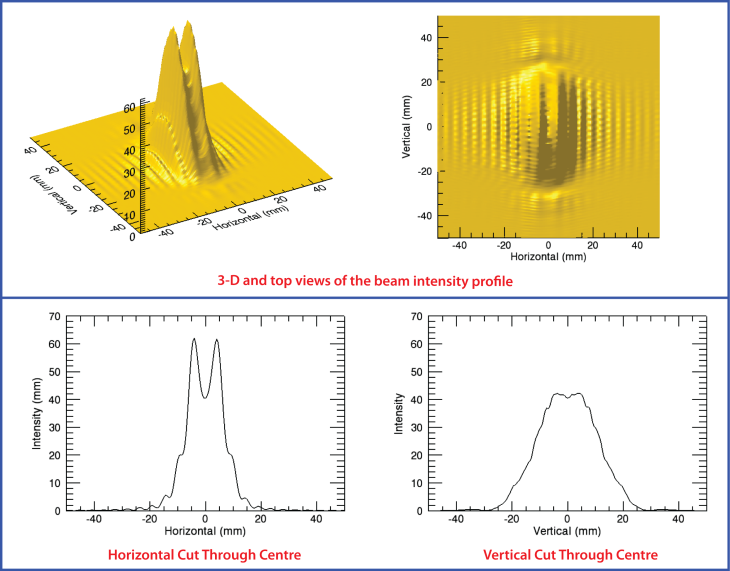 60
50
40
30
20
10
0
40
20
0
-20
-40
Vertical (mm)
-40
-20
0
20
40
Horizontal (mm)
40
20
0
-20
-40
Vertical (mm)
-40 -20 0 20 40
Horizontal (mm)
3-D and top views of the beam intensity profile
70
60
50
40
30
20
10
0
Intensity (mm)
-40 -20 0 20 40
Horizontal (mm)
Horizontal Cut Through Centre
70
60
50
40
30
20
10
0
Intensity
-40 -20 0 20 40
Vertical (mm)
Vertical Cut Through Centre